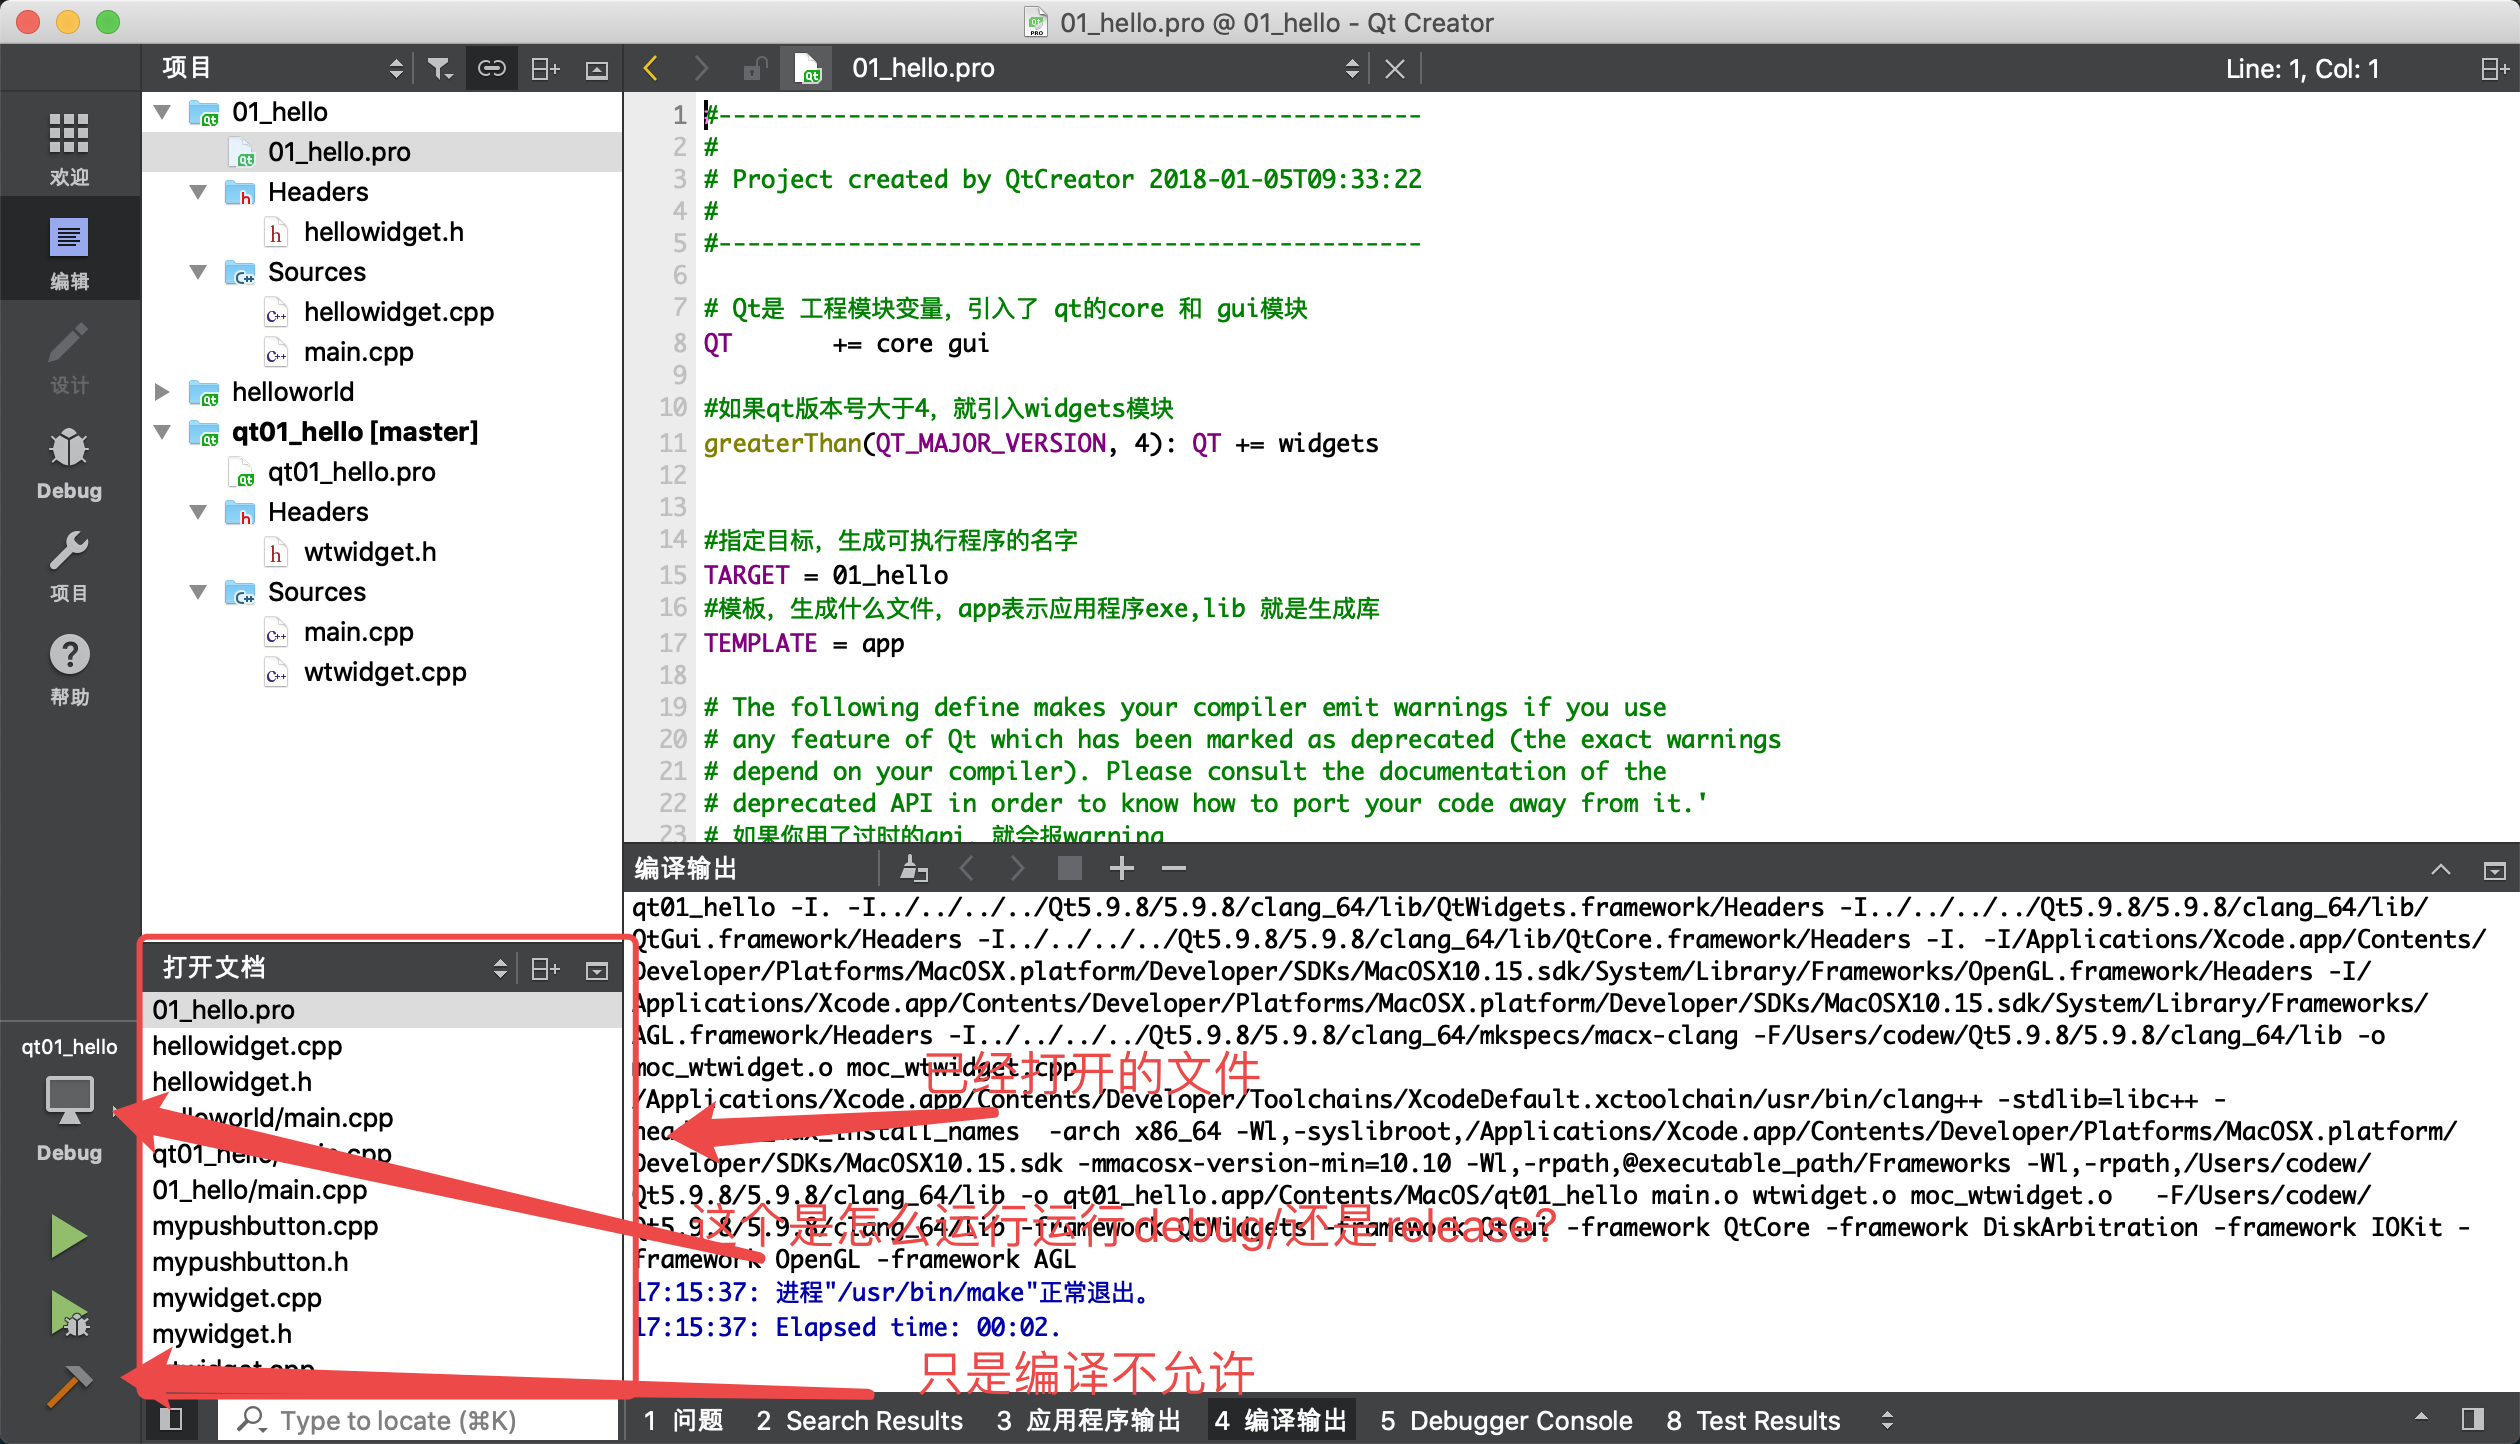 01_hello.pro @ 01_hello - Qt Creator
项目
01_hello.pro
Line: 1, Col: 1
欢迎
编辑
设计
Debug
项目
帮助
01_hello
01_hello.pro
Headers
hellowidget.h
Sources
hellowidget.cpp
main.cpp
helloworld
qt01_hello [master]
qt01_hello.pro
Headers
wtwidget.h
Sources
main.cpp
wtwidget.cpp
1 #-------------------------------------------------
2 #
3 # Project created by QtCreator 2018-01-05T09:33:22
4 #
5 #-------------------------------------------------
6
7 # Qt是 工程模块变量，引入了 qt的core 和 gui模块
8 QT       += core gui
9
10 #如果qt版本号大于4，就引入widgets模块
11 greaterThan(QT_MAJOR_VERSION, 4): QT += widgets
12
13
14 #指定目标，生成可执行程序的名字
15 TARGET = 01_hello
16 #模板，生成什么文件，app表示应用程序exe,lib 就是生成库
17 TEMPLATE = app
18
19 # The following define makes your compiler emit warnings if you use
20 # any feature of Qt which has been marked as deprecated (the exact warnings
21 # depend on your compiler). Please consult the documentation of the
22 # deprecated API in order to know how to port your code away from it.'
23 # 如果你用了过时的api，就会报warning
编译输出
qt01_hello -I. -I../../../../Qt5.9.8/5.9.8/clang_64/lib/QtWidgets.framework/Headers -I../../../../Qt5.9.8/5.9.8/clang_64/lib/
QtGui.framework/Headers -I../../../../Qt5.9.8/5.9.8/clang_64/lib/QtCore.framework/Headers -I. -I/Applications/Xcode.app/Contents/
Developer/Platforms/MacOSX.platform/Developer/SDKs/MacOSX10.15.sdk/System/Library/Frameworks/OpenGL.framework/Headers -I/
Applications/Xcode.app/Contents/Developer/Platforms/MacOSX.platform/Developer/SDKs/MacOSX10.15.sdk/System/Library/Frameworks/
AGL.framework/Headers -I../../../../Qt5.9.8/5.9.8/clang_64/mkspecs/macx-clang -F/Users/codew/Qt5.9.8/5.9.8/clang_64/lib -o
moc_wtwidget.o moc_wtwidget.cpp
已经打开的文件
/Applications/Xcode.app/Contents/Developer/Toolchains/XcodeDefault.xctoolchain/usr/bin/clang++ -stdlib=libc++ -
install_names  -arch x86_64 -Wl,-syslibroot,/Applications/Xcode.app/Contents/Developer/Platforms/MacOSX.platform/
Developer/SDKs/MacOSX10.15.sdk -mmacosx-version-min=10.10 -Wl,-rpath,@executable_path/Frameworks -Wl,-rpath,/Users/codew/
Qt5.9.8/5.9.8/clang_64/lib -o qt01_hello.app/Contents/MacOS/qt01_hello main.o wtwidget.o moc_wtwidget.o   -F/Users/codew/
Qt5.9.8/5.9.8/clang_64/lib -framework QtWidgets -framework QtGui -framework QtCore -framework DiskArbitration -framework IOKit -
这个是怎么运行运行 debug/还是 release?
framework OpenGL -framework AGL
17:15:37: 进程"/usr/bin/make"正常退出。
17:15:37: Elapsed time: 00:02.
只是编译不允许
打开文档
01_hello.pro
hellowidget.cpp
hellowidget.h
helloworld/main.cpp
qt01_hello/main.cpp
01_hello/main.cpp
mypushbutton.cpp
mypushbutton.h
mywidget.cpp
mywidget.h
wtwidget.cpp
qt01_hello
Debug
Type to locate (⌘K)
1 问题
2 Search Results
3 应用程序输出
4 编译输出
5 Debugger Console
8 Test Results